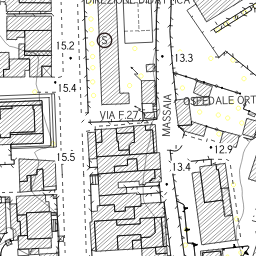 DIREZIONE DIDATTICA
15.2
S
13.3
15.4
OSPEDALE ORT
VIA F.27
MASSAIA
12.9
15.5
13.4